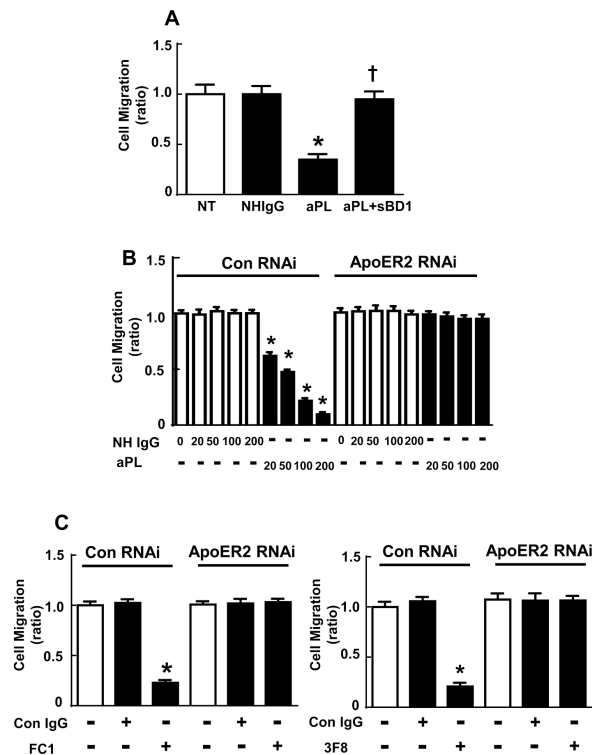 A
Cell Migration
(ratio)
1.5
1.0
0.5
0
*
†
NT NHIgG aPL aPL+sBD1
B
Con RNAi ApoER2 RNAi
Cell Migration
(ratio)
1.5
1.0
0.5
0
* * * *
NH IgG 0 20 50 100 200 - - - - 0 20 50 100 200 - - - -
aPL - - - - - 20 50 100 200 - - - - - 20 50 100 200
C
Con RNAi ApoER2 RNAi
Cell Migration
(ratio)
1.5
1.0
0.5
0
*
Con IgG - + - - + -
FC1 - - + - - +
Con RNAi ApoER2 RNAi
Cell Migration
(ratio)
1.5
1.0
0.5
0
*
Con IgG - + - - + -
3F8 - - + - - +